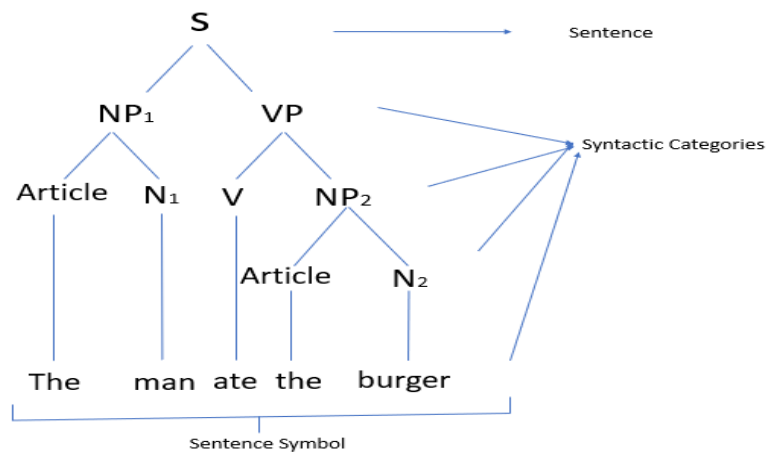 S Sentence
NP₁ VP
Syntactic Categories
Article N₁ V NP₂
Article N₂
The man ate the burger
Sentence Symbol